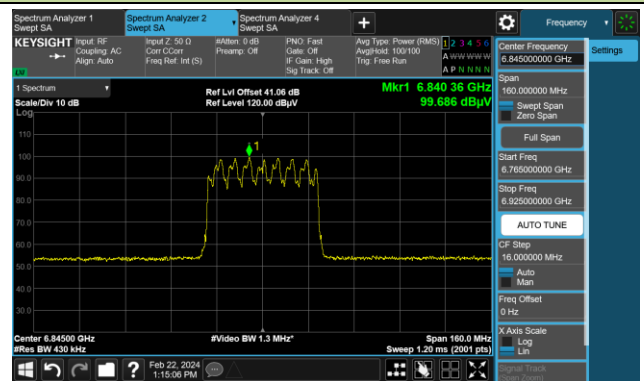 Spectrum Analyzer 1
Swept SA
Spectrum Analyzer 2
Swept SA
Spectrum Analyzer 4
Swept SA
Frequency
KEYSIGHT
Input: RF
Coupling: AC
Align: Auto
Input Z: 50 Ω
Corr CCorr
Freq Ref: Int (S)
#Atten: 0 dB
Preamp: Off
PNO: Fast
Gate: Off
IF Gain: High
Sig Track: Off
Avg Type: Power (RMS)
Avg|Hold: 100/100
Trig: Free Run
1 2 3 4 5 6
A W W W W W
A P N N N N
LU
1 Spectrum
Scale/Div 10 dB
Log
Ref Lvl Offset 41.06 dB
Ref Level 120.00 dBµV
Mkr1 6.840 36 GHz
99.686 dBµV
110
100
90.0
80.0
70.0
60.0
50.0
40.0
30.0
1
Center 6.84500 GHz
#Res BW 430 kHz
#Video BW 1.3 MHz*
Span 160.0 MHz
Sweep 1.20 ms (2001 pts)
Center Frequency
6.845000000 GHz
Settings
Span
160.000000 MHz
Swept Span
Zero Span
Full Span
Start Freq
6.765000000 GHz
Stop Freq
6.925000000 GHz
AUTO TUNE
CF Step
16.000000 MHz
Auto
Man
Freq Offset
0 Hz
X Axis Scale
Log
Lin
Signal Track
(Span Zoom)
?
Feb 22, 2024
1:15:06 PM